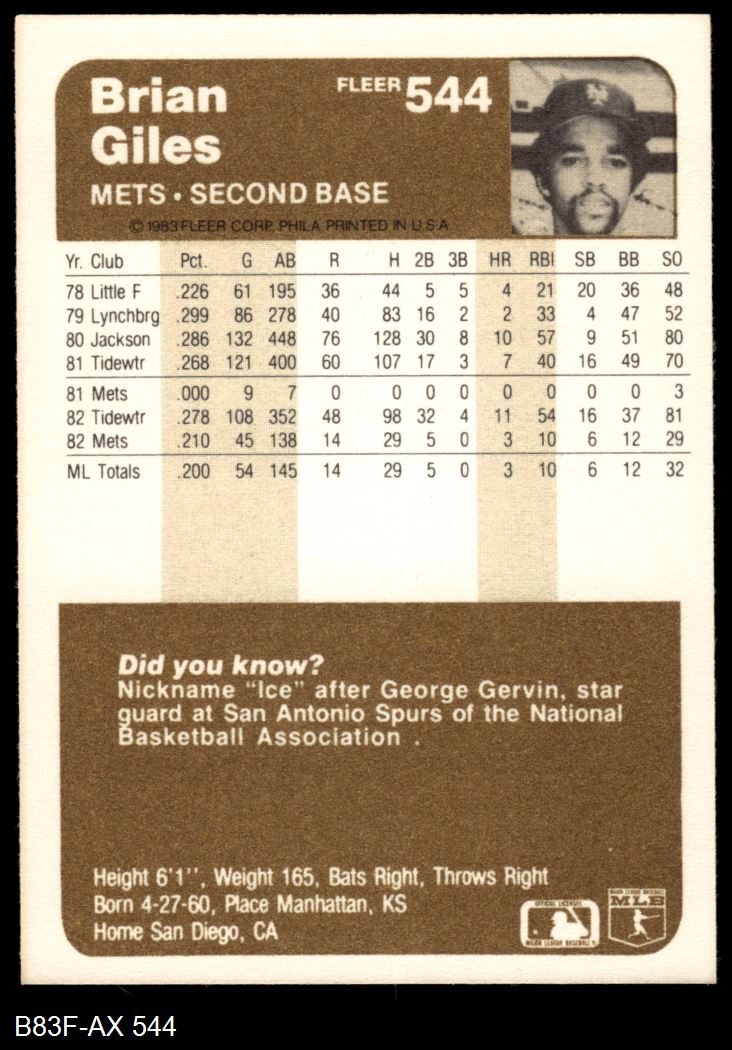 Brian
Giles
FLEER 544
METS • SECOND BASE
© 1983 FLEER CORP. PHILA. PRINTED IN U.S.A.
Yr. Club Pct. G AB R H 2B 3B HR RBI SB BB SO
78 Little F .226 61 195 36 44 5 5 4 21 20 36 48
79 Lynchbrg .299 86 278 40 83 16 2 2 33 4 47 52
80 Jackson .286 132 448 76 128 30 8 10 57 9 51 80
81 Tidewtr .268 121 400 60 107 17 3 7 40 16 49 70
81 Mets .000 9 7 0 0 0 0 0 0 0 0 3
82 Tidewtr .278 108 352 48 98 32 4 11 54 16 37 81
82 Mets .210 45 138 14 29 5 0 3 10 6 12 29
ML Totals .200 54 145 14 29 5 0 3 10 6 12 32
Did you know?
Nickname "Ice" after George Gervin, star
guard at San Antonio Spurs of the National
Basketball Association .
Height 6'1'', Weight 165, Bats Right, Throws Right
Born 4-27-60, Place Manhattan, KS
Home San Diego, CA
OFFICIAL LICENSEE
MAJOR LEAGUE BASEBALL
MAJOR LEAGUE BASEBALL
MLB
B83F-AX 544